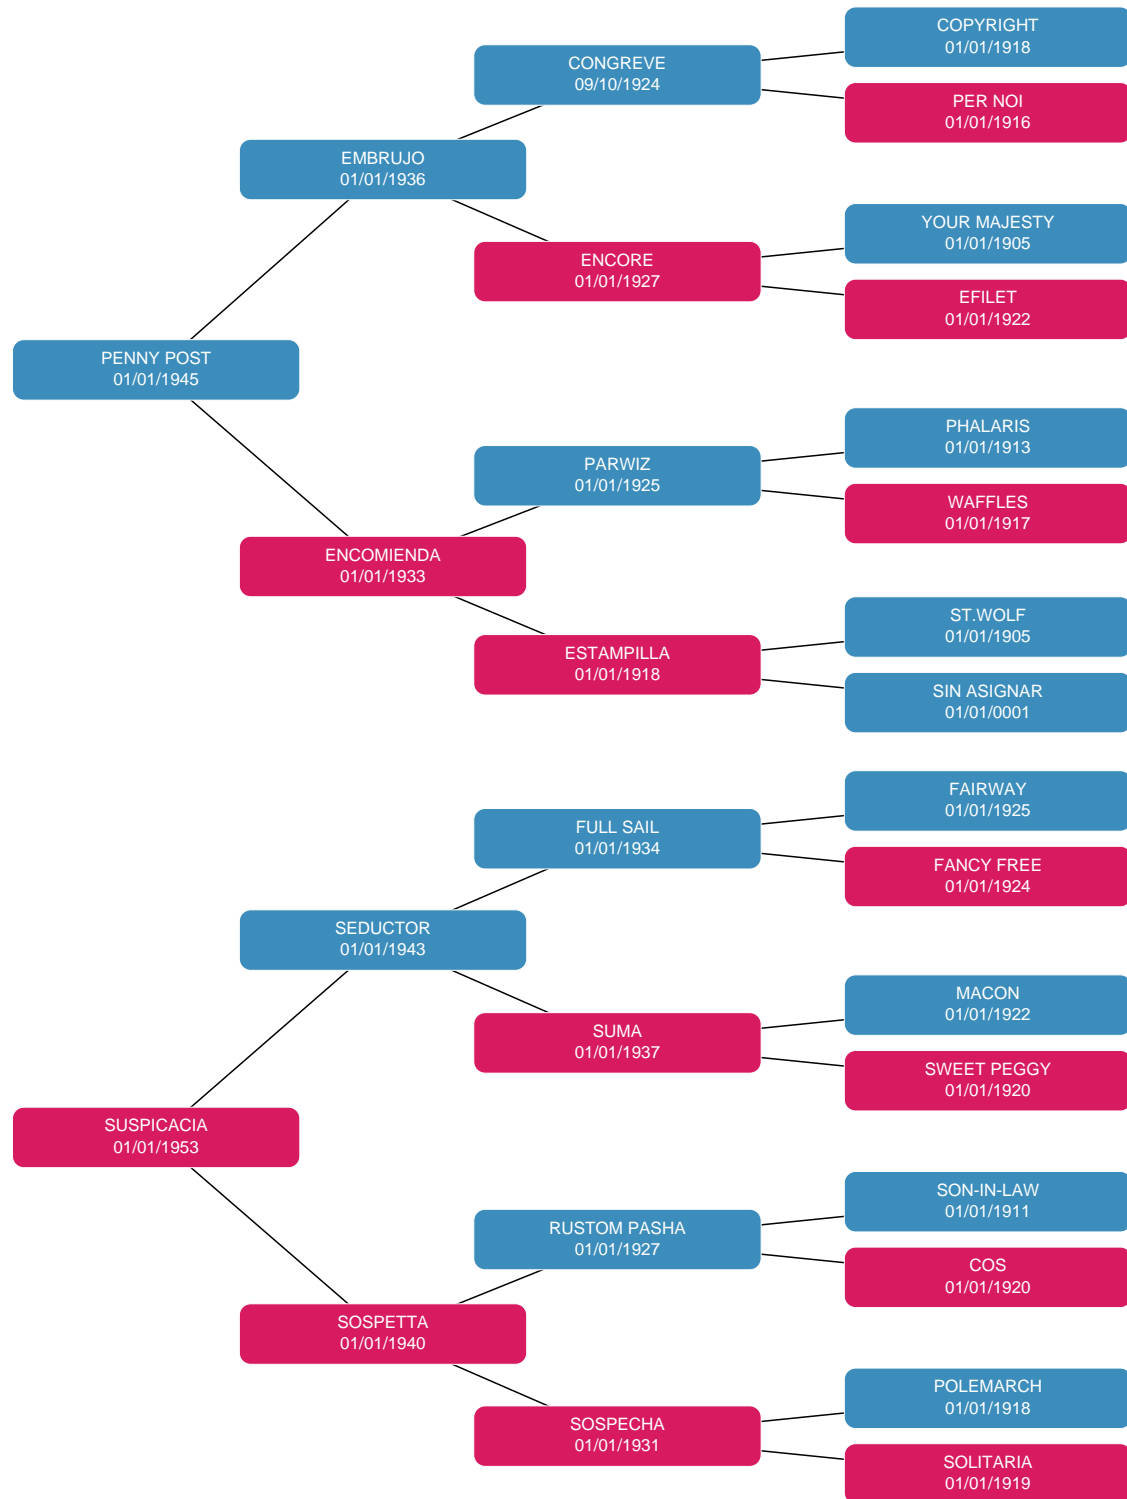 COPYRIGHT
01/01/1918
CONGREVE
09/10/1924
PER NOI
01/01/1916
EMBRUJO
01/01/1936
YOUR MAJESTY
01/01/1905
ENCORE
01/01/1927
EFILET
01/01/1922
PENNY POST
01/01/1945
PHALARIS
01/01/1913
PARWIZ
01/01/1925
WAFFLES
01/01/1917
ENCOMIENDA
01/01/1933
ST.WOLF
01/01/1905
ESTAMPILLA
01/01/1918
SIN ASIGNAR
01/01/0001
FAIRWAY
01/01/1925
FULL SAIL
01/01/1934
FANCY FREE
01/01/1924
SEDUCTOR
01/01/1943
MACON
01/01/1922
SUMA
01/01/1937
SWEET PEGGY
01/01/1920
SUSPICACIA
01/01/1953
SON-IN-LAW
01/01/1911
RUSTOM PASHA
01/01/1927
COS
01/01/1920
SOSPETTA
01/01/1940
POLEMARCH
01/01/1918
SOSPECHA
01/01/1931
SOLITARIA
01/01/1919